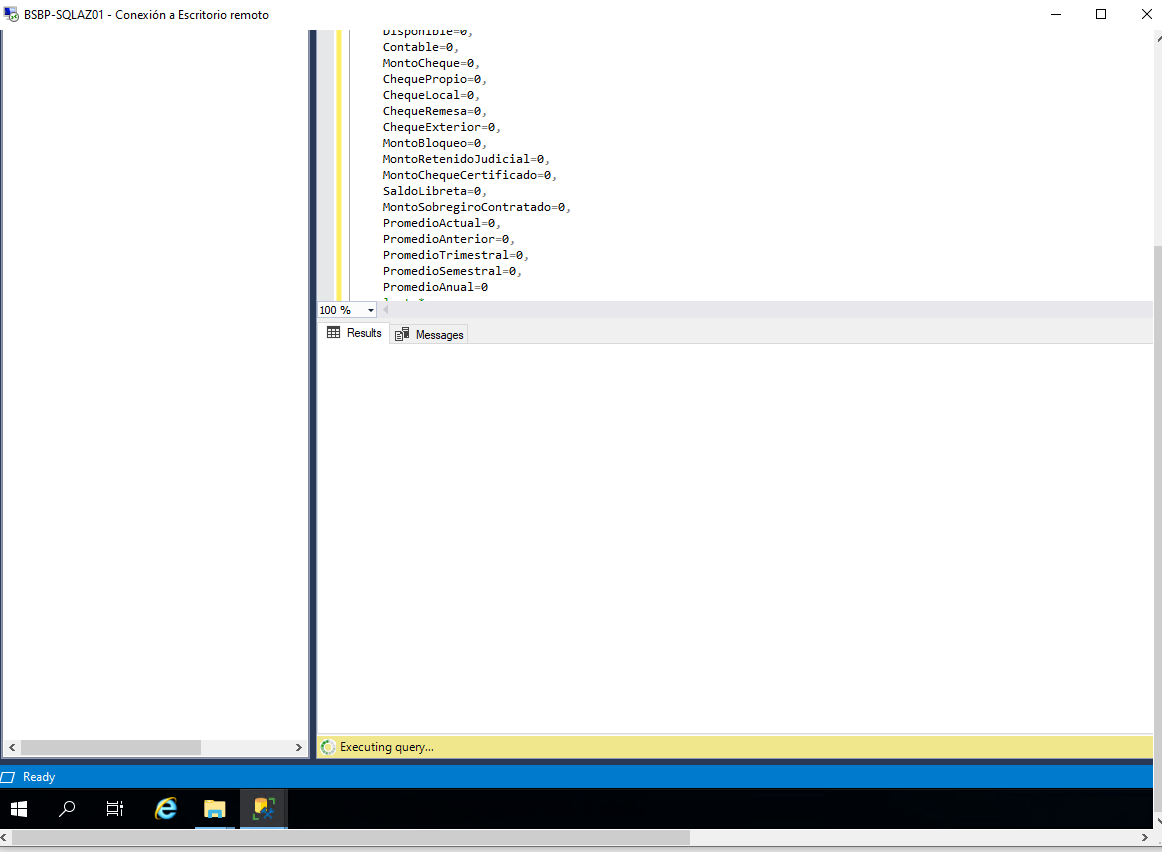 BSBP-SQLAZ01 - Conexión a Escritorio remoto
Disponible=0,
Contable=0,
MontoCheque=0,
ChequePropio=0,
ChequeLocal=0,
ChequeRemesa=0,
ChequeExterior=0,
MontoBloqueo=0,
MontoRetenidoJudicial=0,
MontoChequeCertificado=0,
SaldoLibreta=0,
MontoSobregiroContratado=0,
PromedioActual=0,
PromedioAnterior=0,
PromedioTrimestral=0,
PromedioSemestral=0,
PromedioAnual=0
100 %
Results
Messages
Executing query...
Ready